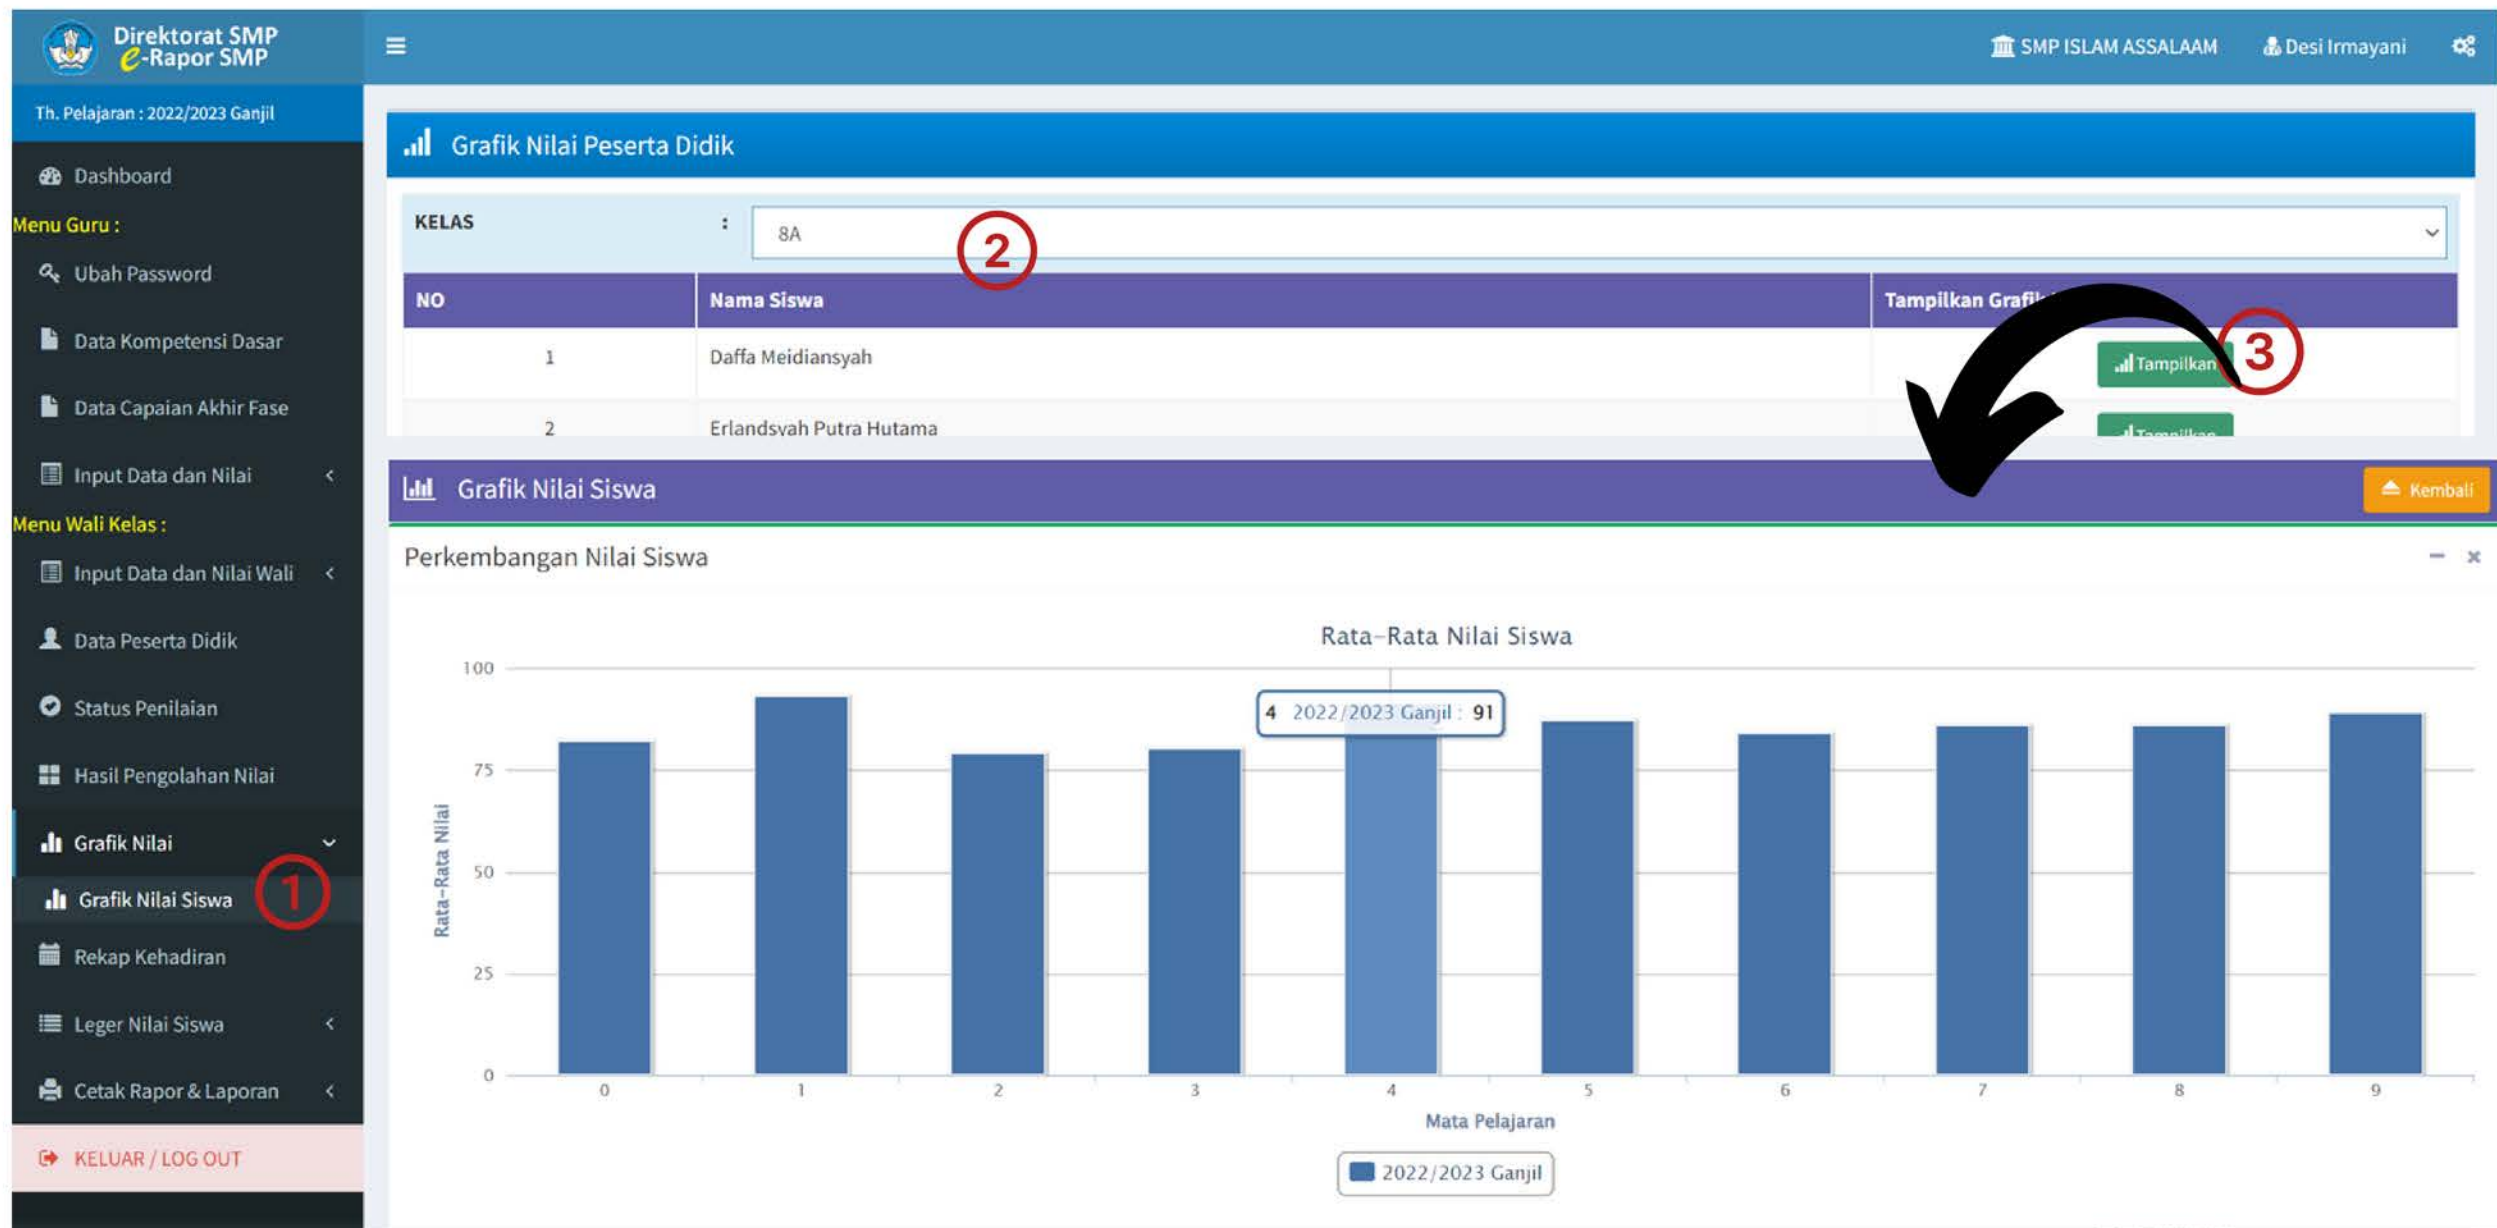 Direktorat SMP
e-Rapor SMP
SMP ISLAM ASSALAAM
Desi Irmayani
Th. Pelajaran : 2022/2023 Ganjil
Dashboard
Menu Guru :
Ubah Password
Data Kompetensi Dasar
Data Capaian Akhir Fase
Input Data dan Nilai
Menu Wali Kelas :
Input Data dan Nilai Wali
Data Peserta Didik
Status Penilaian
Hasil Pengolahan Nilai
Grafik Nilai
Grafik Nilai Siswa
1
Rekap Kehadiran
Leger Nilai Siswa
Cetak Rapor & Laporan
KELUAR / LOG OUT
Grafik Nilai Peserta Didik
KELAS : 8A
2
NO Nama Siswa Tampilkan
1 Daffa Meidiansyah Tampilkan
3
2 Erlandsyah Putra Hutama Tampilkan
Grafik Nilai Siswa
Kembali
Perkembangan Nilai Siswa
Rata-Rata Nilai Siswa
4 2022/2023 Ganjil : 91
100
75
50
25
0
Rata-Rata Nilai
0 1 2 3 4 5 6 7 8 9
Mata Pelajaran
2022/2023 Ganjil